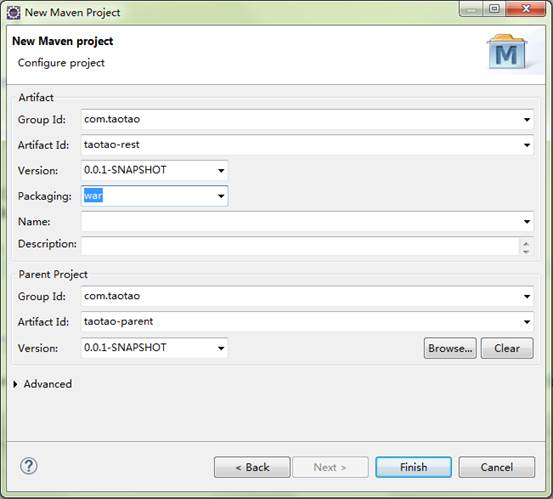 New Maven Project
New Maven project
Configure project
M
Artifact
Group Id: com.taotao
Artifact Id: taotao-rest
Version: 0.0.1-SNAPSHOT
Packaging: war
Name:
Description:
Parent Project
Group Id: com.taotao
Artifact Id: taotao-parent
Version: 0.0.1-SNAPSHOT Browse... Clear
Advanced
? < Back Next > Finish Cancel